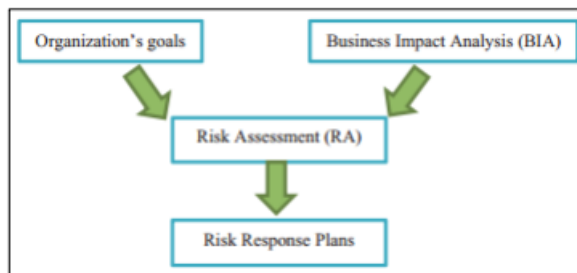 Organization's goals
Business Impact Analysis (BIA)
Risk Assessment (RA)
Risk Response Plans